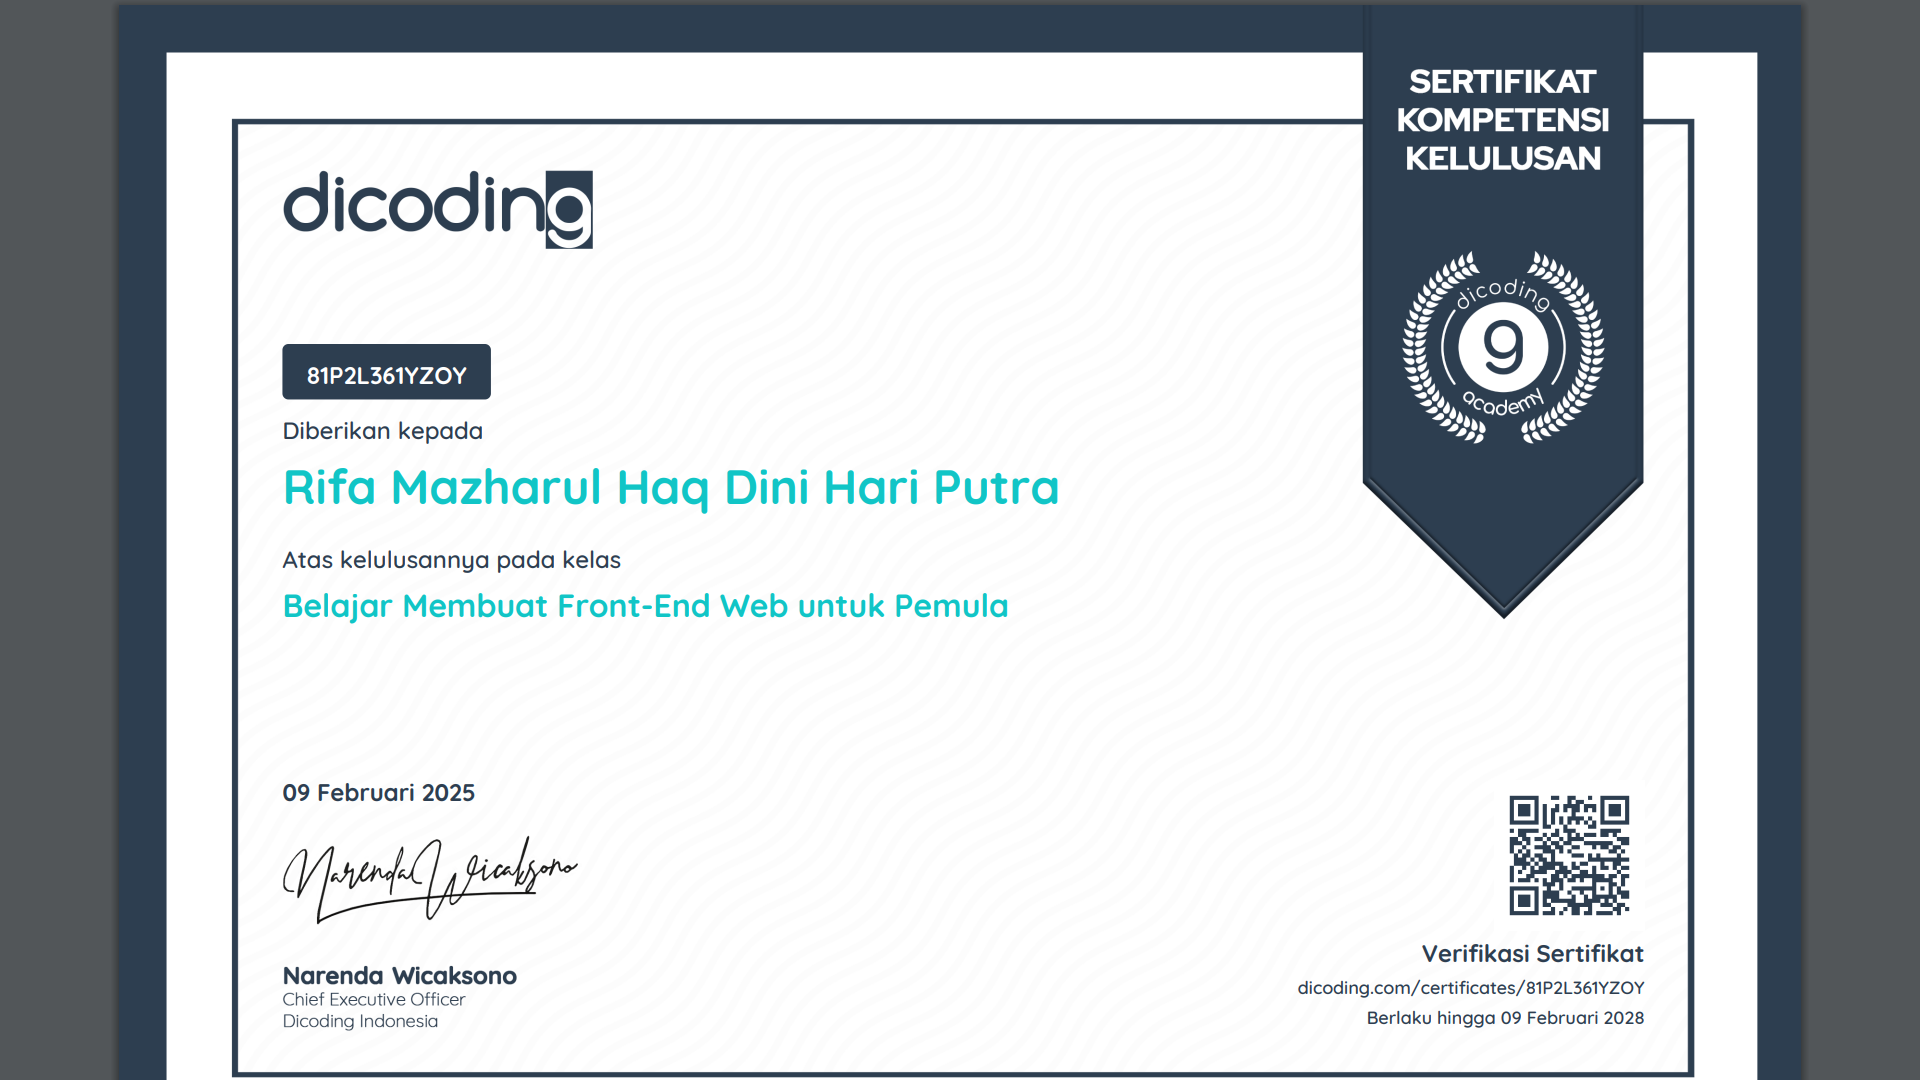 SERTIFIKAT
KOMPETENSI
KELULUSAN
dicoding
dicoding
9
academy
81P2L361YZOY
Diberikan kepada
Rifa Mazharul Haq Dini Hari Putra
Atas kelulusannya pada kelas
Belajar Membuat Front-End Web untuk Pemula
09 Februari 2025
Narenda Wicaksono
Narenda Wicaksono
Chief Executive Officer
Dicoding Indonesia
Verifikasi Sertifikat
dicoding.com/certificates/81P2L361YZOY
Berlaku hingga 09 Februari 2028